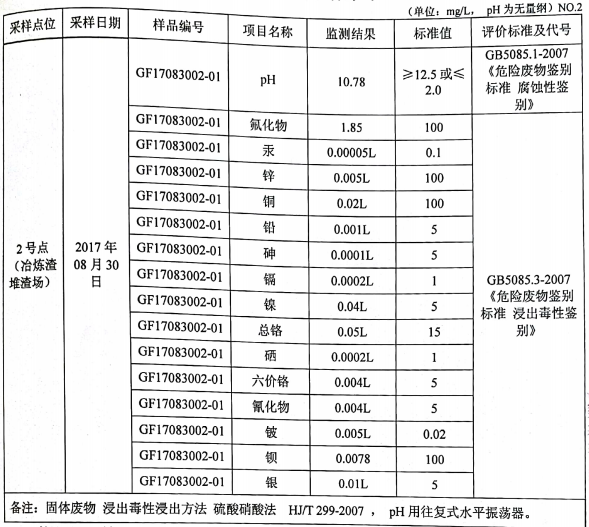 (单位：mg/L， pH 为无量纲) NO.2
采样点位 采样日期 样品编号 项目名称 监测结果 标准值 评价标准及代号
2 号点
（冶炼渣
堆渣场）
2017 年
08 月 30
日
GF17083002-01 pH 10.78 ≥12.5 或≤
2.0
GB5085.1-2007
《危险废物鉴别
标准 腐蚀性鉴
别》
GF17083002-01 氟化物 1.85 100
GF17083002-01 汞 0.00005L 0.1
GF17083002-01 锌 0.005L 100
GF17083002-01 铜 0.02L 100
GF17083002-01 铅 0.001L 5
GF17083002-01 砷 0.0001L 5
GF17083002-01 镉 0.0002L 1
GF17083002-01 镍 0.04L 5
GF17083002-01 总铬 0.05L 15
GF17083002-01 硒 0.0002L 1
GF17083002-01 六价铬 0.004L 5
GF17083002-01 氰化物 0.004L 5
GF17083002-01 铍 0.005L 0.02
GF17083002-01 钡 0.0078 100
GF17083002-01 银 0.01L 5
GB5085.3-2007
《危险废物鉴别
标准 浸出毒性鉴
别》
备注：固体废物 浸出毒性浸出方法 硫酸硝酸法 HJ/T 299-2007 ， pH 用往复式水平振荡器。